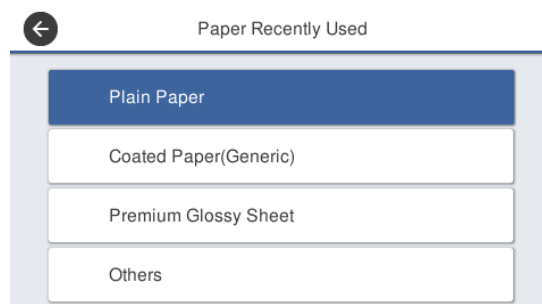 Paper Recently Used
Plain Paper
Coated Paper(Generic)
Premium Glossy Sheet
Others